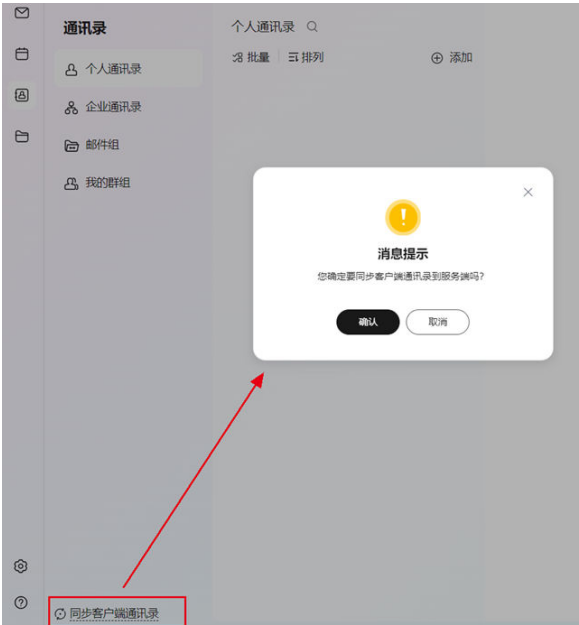 通讯录
个人通讯录
企业通讯录
邮件组
我的群组
同步客户端通讯录
个人通讯录
批量 排列 添加
消息提示
您确定要同步客户端通讯录到服务端吗？
确认 取消